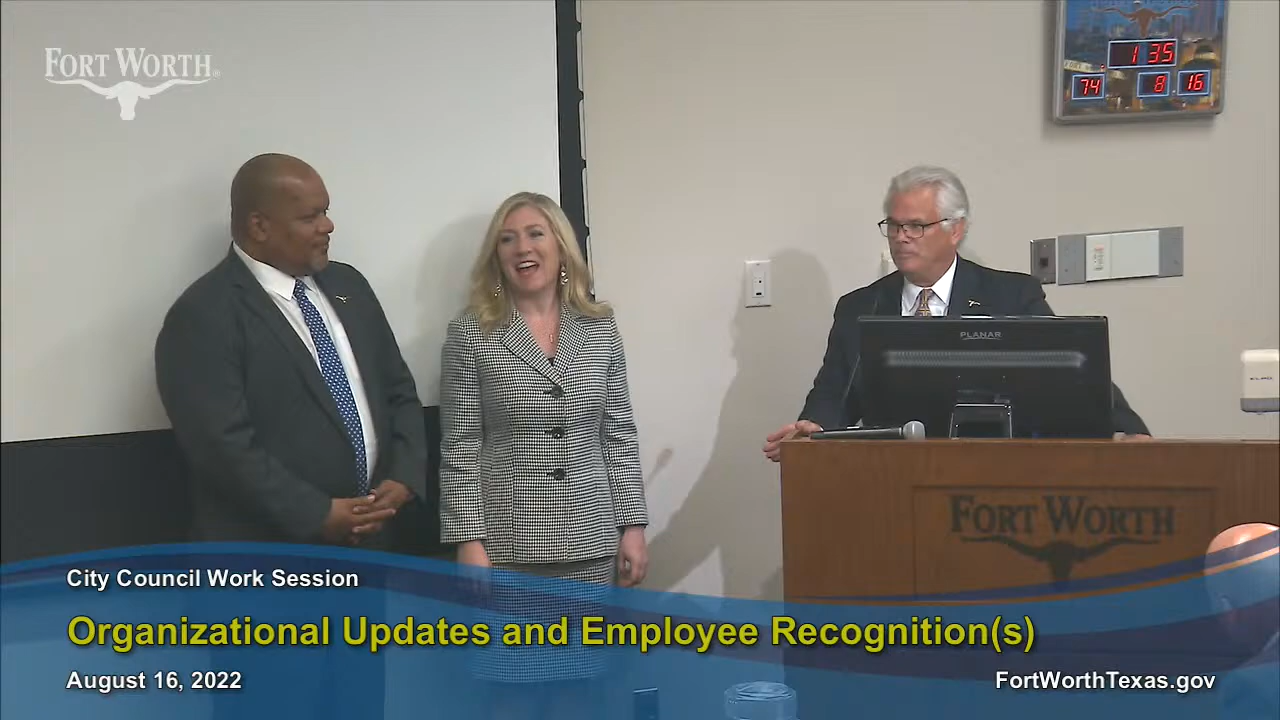 FORT WORTH®
1 35
74 8 16
PLANAR
FORT WORTH
City Council Work Session
Organizational Updates and Employee Recognition(s)
August 16, 2022
FortWorthTexas.gov